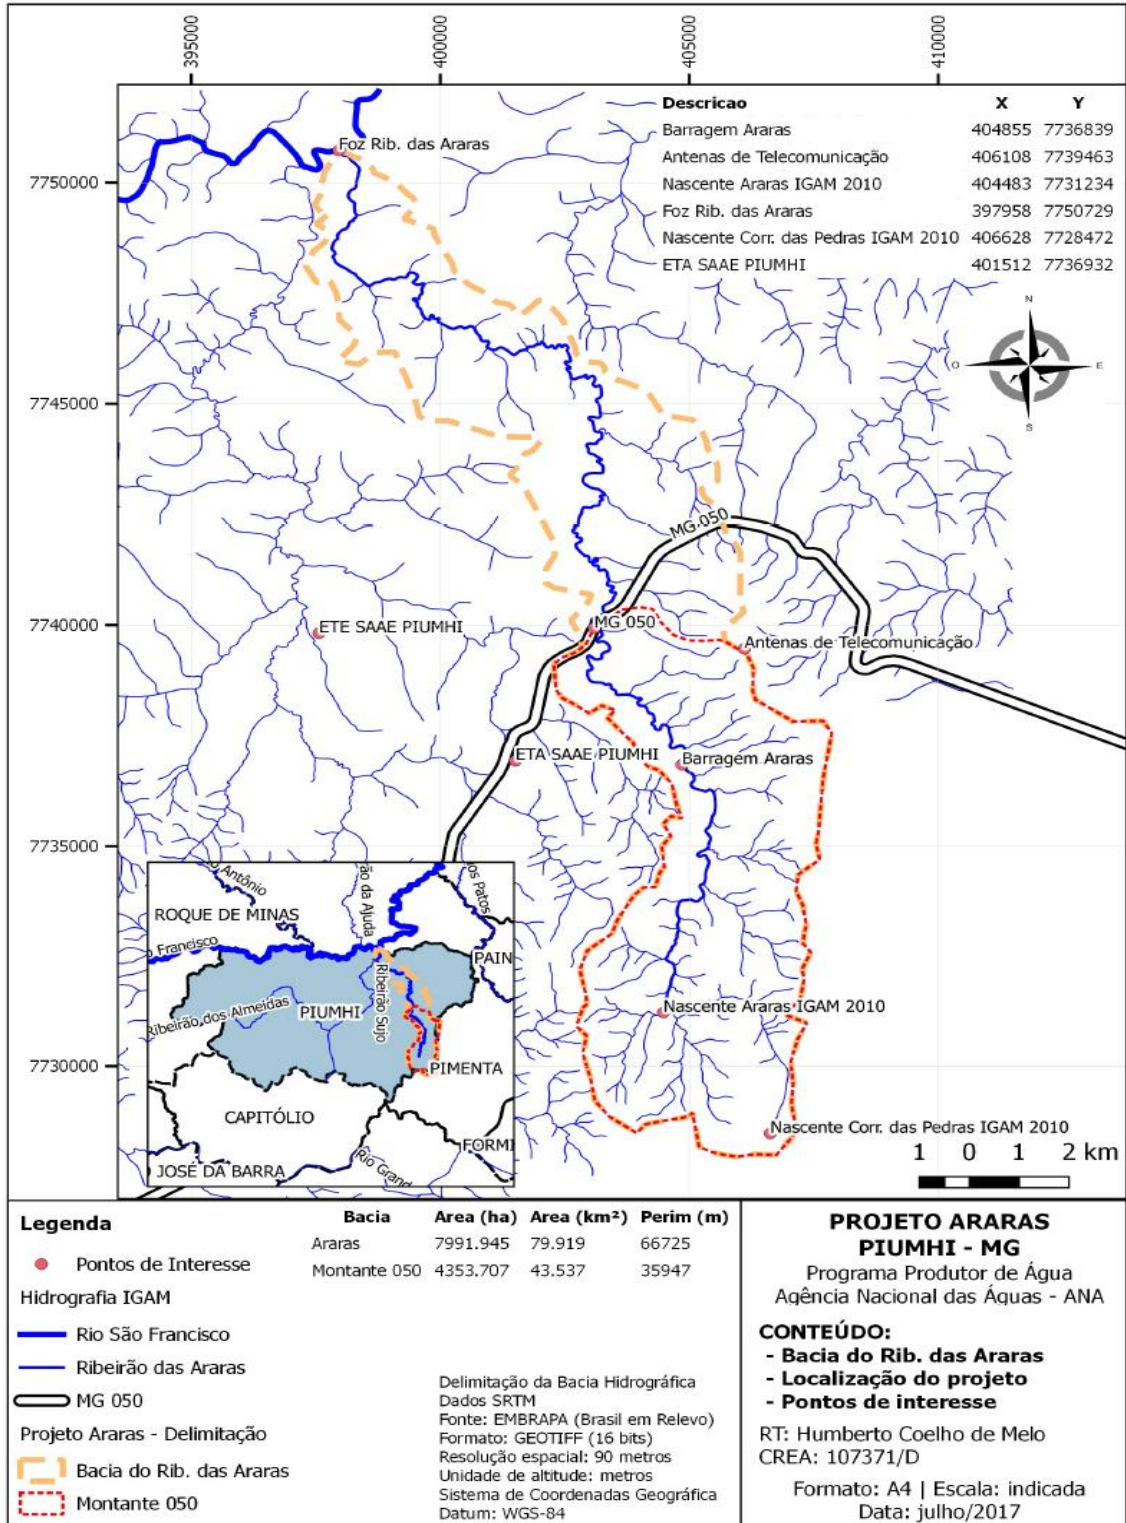 395000
400000
405000
410000
Descricao X Y
Barragem Araras 404855 7736839
Antenas de Telecomunicação 406108 7739463
Nascente Araras IGAM 2010 404483 7731234
Foz Rib. das Araras 397958 7750729
Nascente Corr. das Pedras IGAM 2010 406628 7728472
ETA SAAE PIUMHI 401512 7736932
Foz Rib. das Araras
7750000
N
O
E
S
7745000
MG 050
7740000
ETE SAAE PIUMHI
MG 050
Antenas de Telecomunicação
ETA SAAE PIUMHI
Barragem Araras
7735000
Antônio
ão da Ajuda
os Patos
ROQUE DE MINAS
o Francisco
PAIN
Ribeirão Sujo
Ribeirão dos Almeidas
PIUMHI
Nascente Araras IGAM 2010
7730000
PIMENTA
CAPITÓLIO
FORMI
Rio Grand
JOSÉ DA BARRA
Nascente Corr. das Pedras IGAM 2010
1 0 1 2 km
Legenda
Pontos de Interesse
Hidrografia IGAM
Rio São Francisco
Ribeirão das Araras
MG 050
Projeto Araras - Delimitação
Bacia do Rib. das Araras
Montante 050
Bacia Area (ha) Area (km²) Perim (m)
Araras 7991.945 79.919 66725
Montante 050 4353.707 43.537 35947
Delimitação da Bacia Hidrográfica
Dados SRTM
Fonte: EMBRAPA (Brasil em Relevo)
Formato: GEOTIFF (16 bits)
Resolução espacial: 90 metros
Unidade de altitude: metros
Sistema de Coordenadas Geográfica
Datum: WGS-84
PROJETO ARARAS
PIUMHI - MG
Programa Produtor de Água
Agência Nacional das Águas - ANA
CONTEÚDO:
- Bacia do Rib. das Araras
- Localização do projeto
- Pontos de interesse
RT: Humberto Coelho de Melo
CREA: 107371/D
Formato: A4 | Escala: indicada
Data: julho/2017